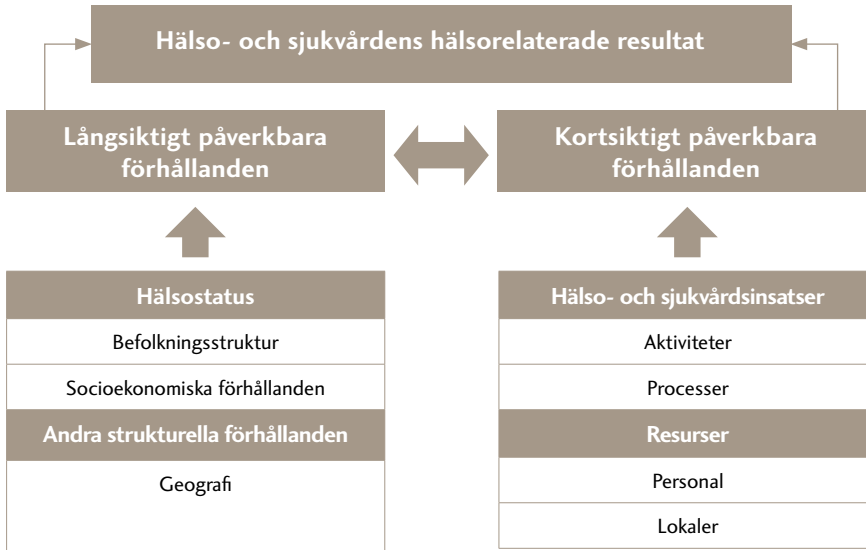 Hälso- och sjukvårdens hälsorelaterade resultat
Långsiktigt påverkbara
förhållanden
Kortsiktigt påverkbara
förhållanden
Hälsostatus
Befolkningsstruktur
Socioekonomiska förhållanden
Andra strukturella förhållanden
Geografi
Hälso- och sjukvårdsinsatser
Aktiviteter
Processer
Resurser
Personal
Lokaler